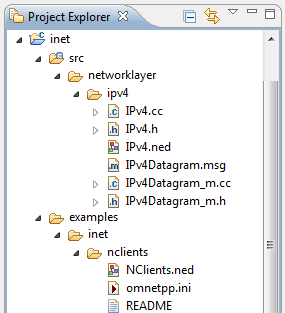 Project Explorer
inet
src
networklayer
ipv4
IPv4.cc
IPv4.h
IPv4.ned
IPv4Datagram.msg
IPv4Datagram_m.cc
IPv4Datagram_m.h
examples
inet
nclients
NClients.ned
omnetpp.ini
README